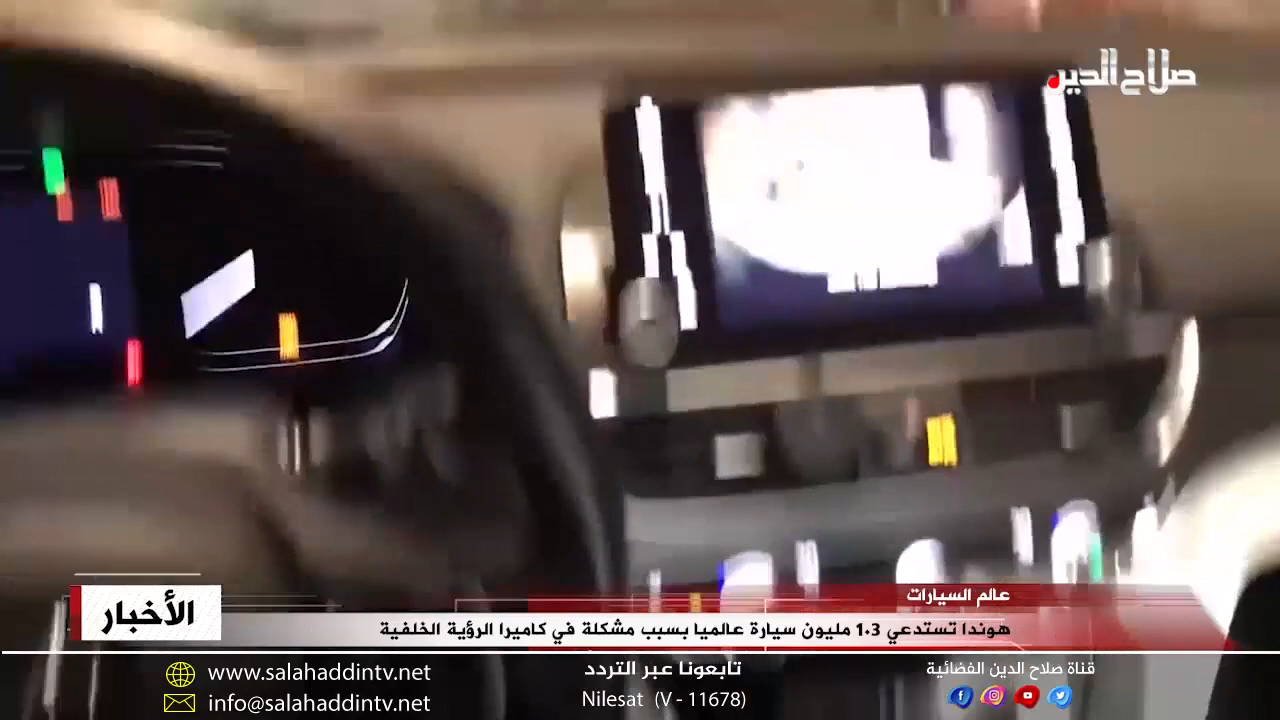 صلاح الدين
عالم السيارات
الأخبار
هوندا تستدعي 1.3 مليون سيارة عالميا بسبب مشكلة في كاميرا الرؤية الخلفية
قناة صلاح الدين الفضائية
تابعونا عبر التردد
Nilesat (V - 11678)
www.salahaddintv.net
info@salahaddintv.net